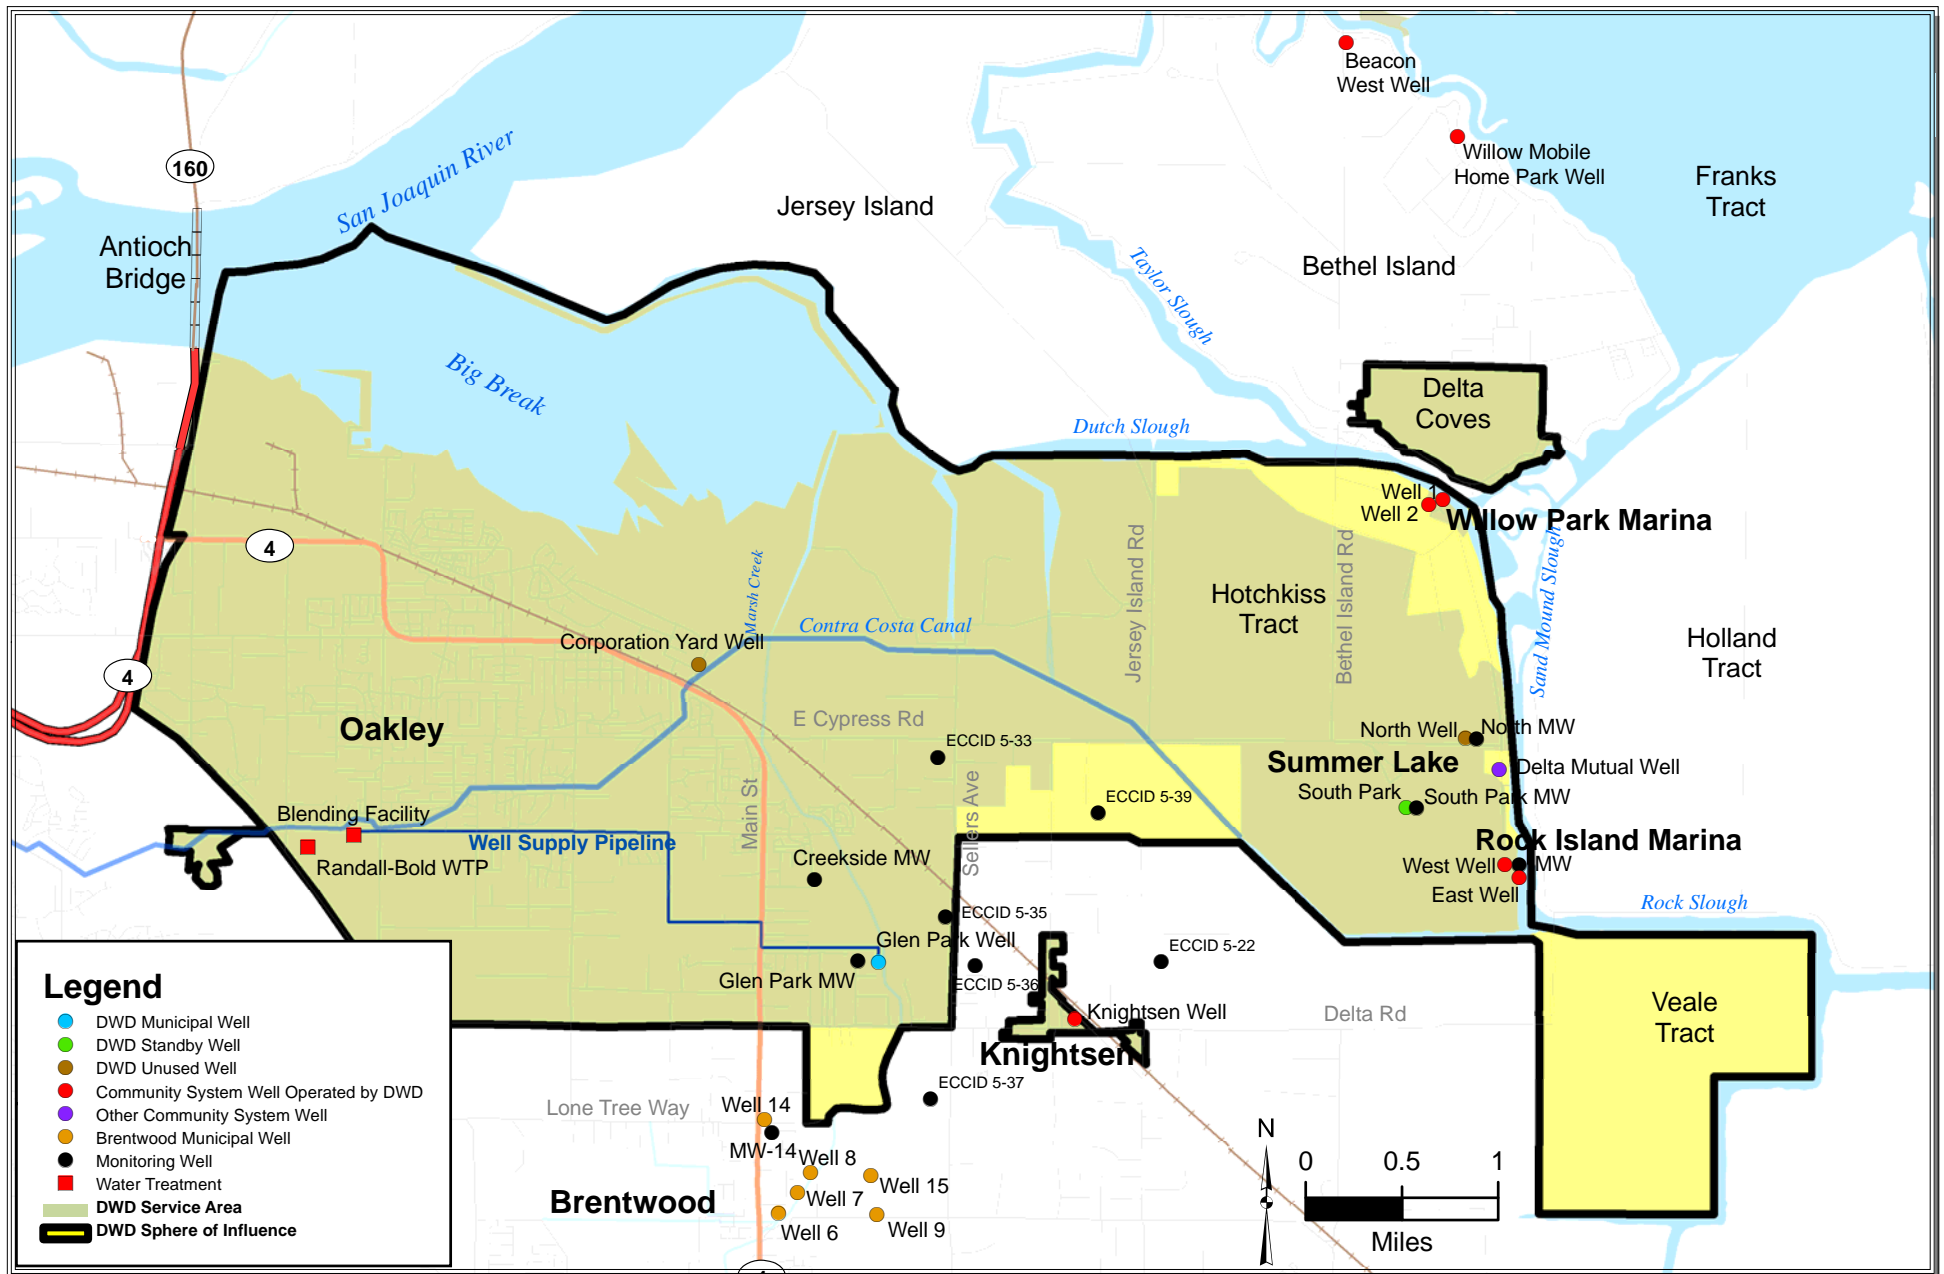 Beacon
West Well
Willow Mobile
Home Park Well
Franks
Tract
160
San Joaquin River
Jersey Island
Antioch
Bridge
Bethel Island
Taylor Slough
Big Break
Delta
Coves
Dutch Slough
Well 1
Well 2
Willow Park Marina
4
Jersey Island Rd
Bethel Island Rd
Sand Mound Slough
Marsh Creek
Hotchkiss
Tract
Contra Costa Canal
Corporation Yard Well
Holland
Tract
4
Oakley
E Cypress Rd
North Well
North MW
ECCID 5-33
Summer Lake
Delta Mutual Well
South Park
South Park MW
ECCID 5-39
Main St
Sellers Ave
Blending Facility
Well Supply Pipeline
Rock Island Marina
Randall-Bold WTP
Creekside MW
West Well
MW
East Well
Rock Slough
ECCID 5-35
Glen Park Well
ECCID 5-22
Glen Park MW
ECCID 5-36
Knightsen Well
Delta Rd
Veale
Tract
Knightsen
ECCID 5-37
Lone Tree Way
Well 14
MW-14
Well 8
Well 15
Well 7
Brentwood
Well 6
Well 9
Legend
DWD Municipal Well
DWD Standby Well
DWD Unused Well
Community System Well Operated by DWD
Other Community System Well
Brentwood Municipal Well
Monitoring Well
Water Treatment
DWD Service Area
DWD Sphere of Influence
N
0 0.5 1
Miles